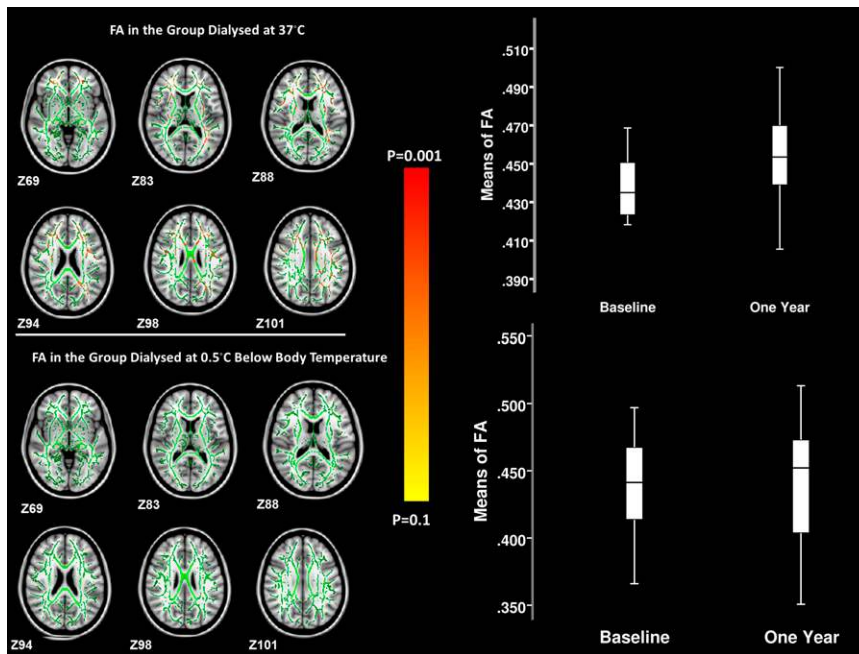 FA in the Group Dialysed at 37°C
Z69
Z83
Z88
Z94
Z98
Z101
FA in the Group Dialysed at 0.5°C Below Body Temperature
Z69
Z83
Z88
Z94
Z98
Z101
P=0.001
P=0.1
Means of FA
.510
.490
.470
.450
.430
.410
.390
Baseline One Year
Means of FA
.550
.500
.450
.400
.350
Baseline One Year